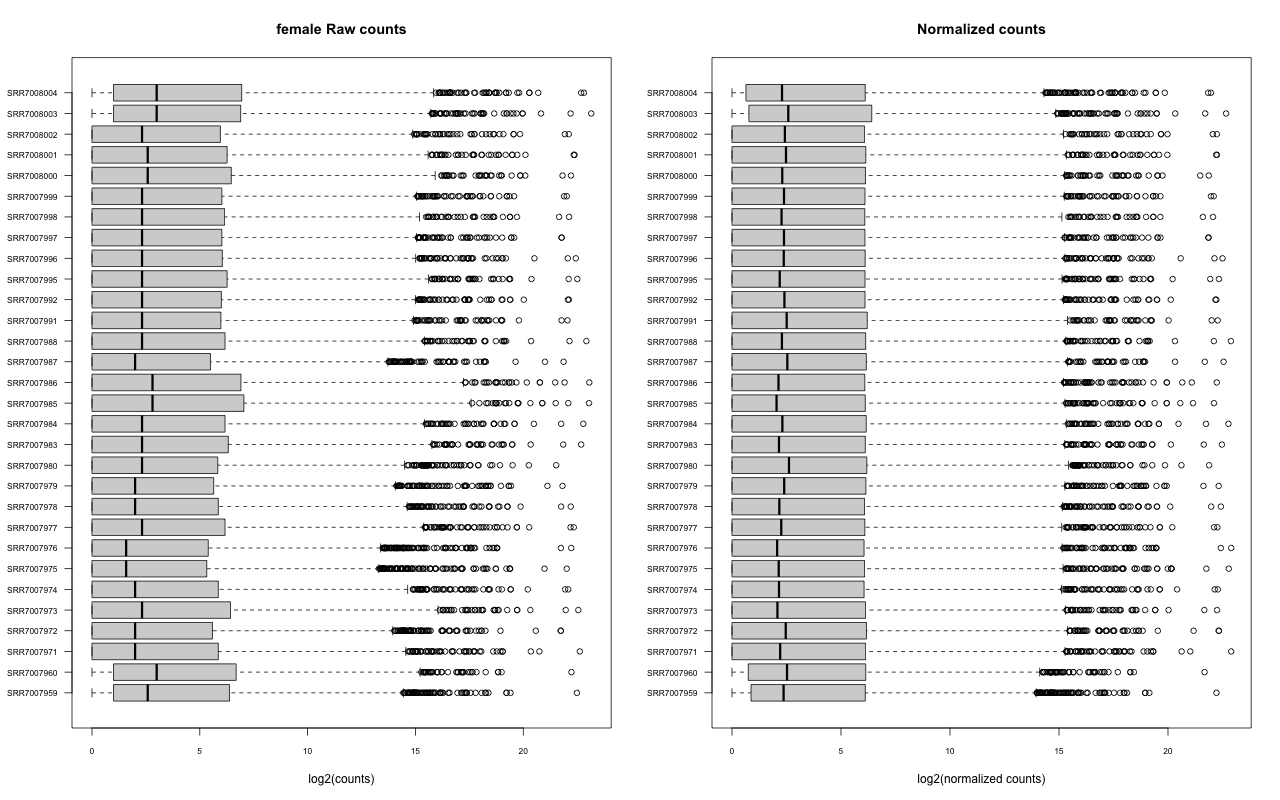 female Raw counts
SRR7008004
SRR7008003
SRR7008002
SRR7008001
SRR7008000
SRR7007999
SRR7007998
SRR7007997
SRR7007996
SRR7007995
SRR7007992
SRR7007991
SRR7007988
SRR7007987
SRR7007986
SRR7007985
SRR7007984
SRR7007983
SRR7007980
SRR7007979
SRR7007978
SRR7007977
SRR7007976
SRR7007975
SRR7007974
SRR7007973
SRR7007972
SRR7007971
SRR7007960
SRR7007959
0 5 10 15 20
log2(counts)
Normalized counts
SRR7008004
SRR7008003
SRR7008002
SRR7008001
SRR7008000
SRR7007999
SRR7007998
SRR7007997
SRR7007996
SRR7007995
SRR7007992
SRR7007991
SRR7007988
SRR7007987
SRR7007986
SRR7007985
SRR7007984
SRR7007983
SRR7007980
SRR7007979
SRR7007978
SRR7007977
SRR7007976
SRR7007975
SRR7007974
SRR7007973
SRR7007972
SRR7007971
SRR7007960
SRR7007959
0 5 10 15 20
log2(normalized counts)